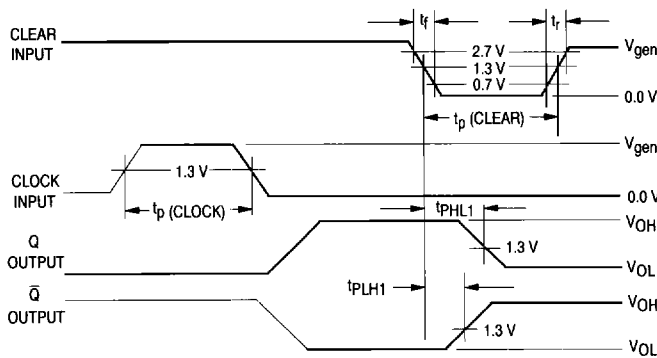 tf
tr
CLEAR
INPUT
2.7 V
1.3 V
0.7 V
Vgen
0.0 V
tp (CLEAR)
Vgen
CLOCK
INPUT
1.3 V
0.0 V
tp (CLOCK)
tPHL1
VOH
Q
OUTPUT
1.3 V
VOL
Q̅
OUTPUT
tPLH1
VOH
1.3 V
VOL